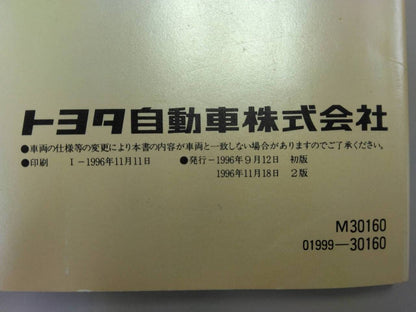 トヨタ自動車株式会社
●車両の仕様等の変更により本書の内容が車両と一致しない場合がありますのでご了承ください。
●印刷 I-1996年11月11日 ●発行-1996年9月12日 初版
1996年11月18日 2版
M30160
01999-30160